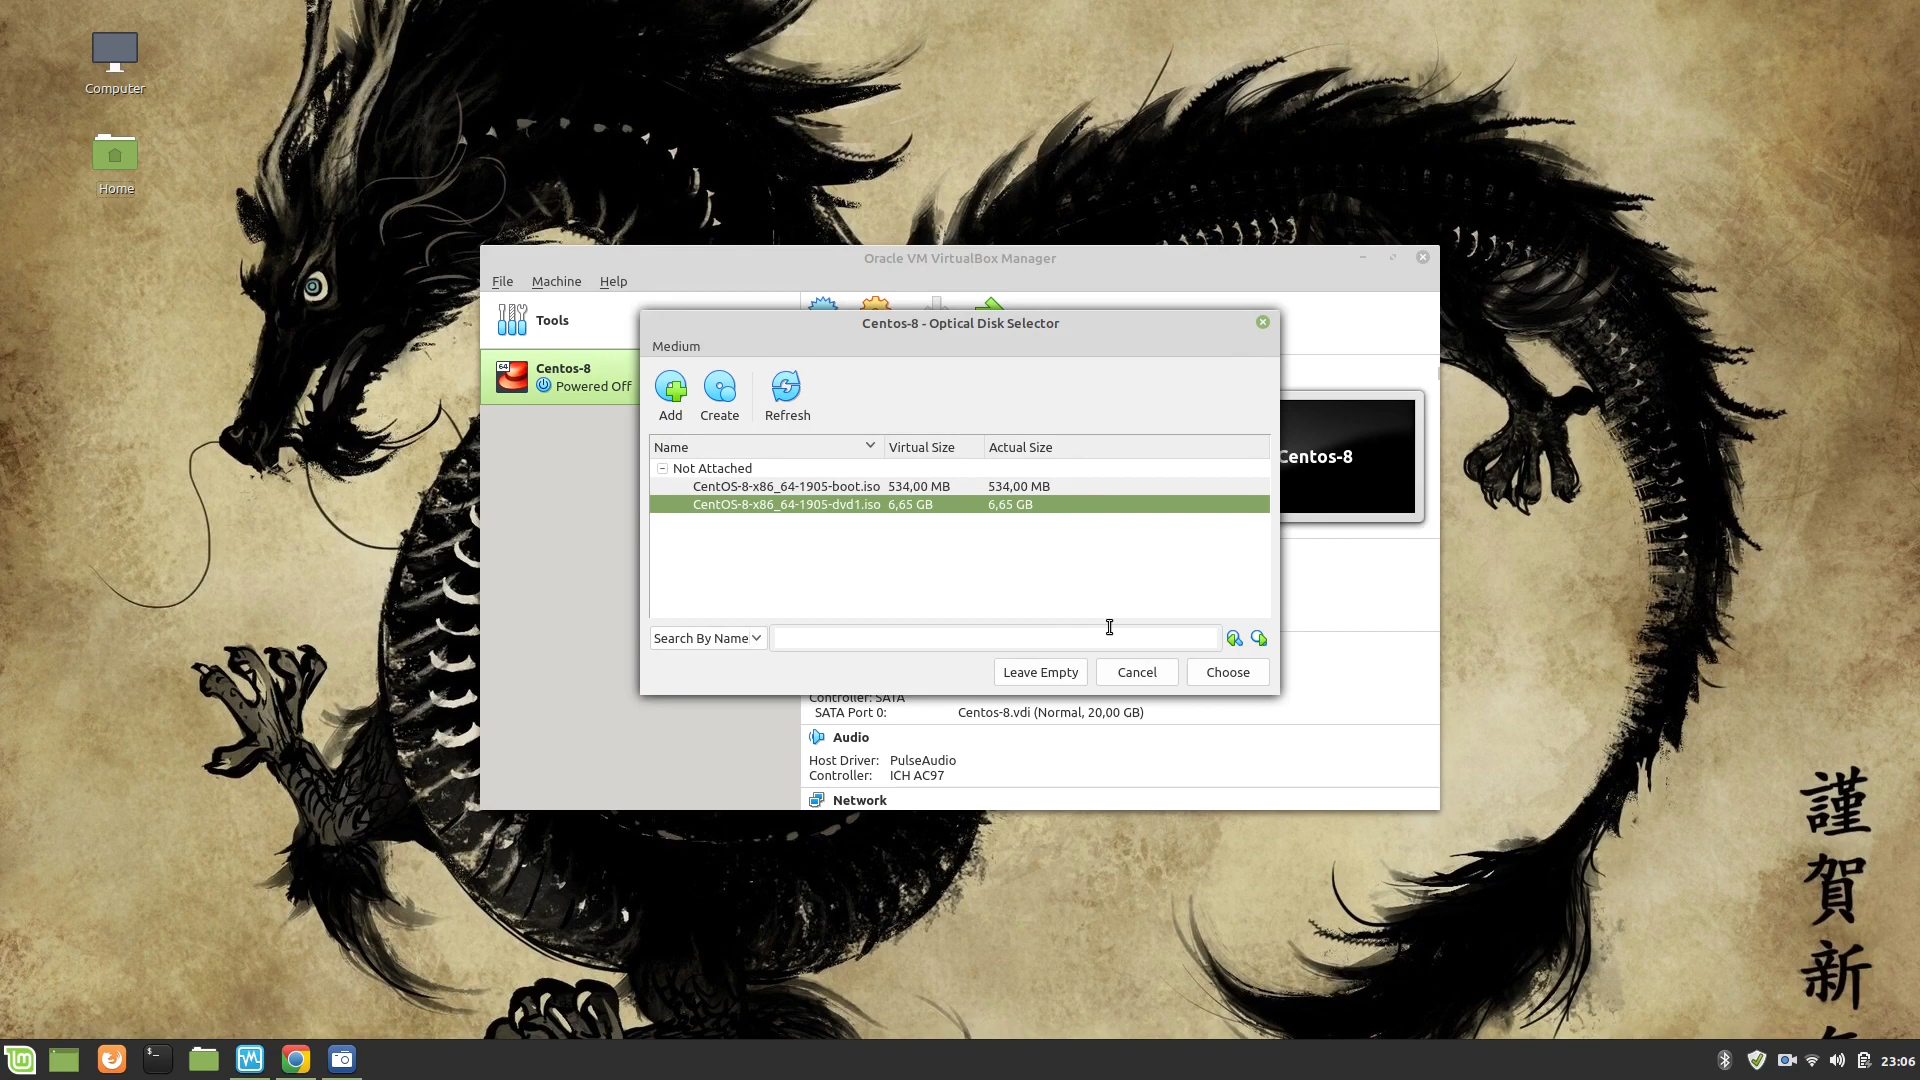 Computer
Home
Oracle VM VirtualBox Manager
File Machine Help
Tools
64
Centos-8
Powered Off
Centos-8 - Optical Disk Selector
Medium
Add Create Refresh
Name Virtual Size Actual Size
Not Attached
CentOS-8-x86_64-1905-boot.iso 534,00 MB 534,00 MB
CentOS-8-x86_64-1905-dvd1.iso 6,65 GB 6,65 GB
Search By Name
Leave Empty Cancel Choose
Centos-8
Controller: SATA
SATA Port 0: Centos-8.vdi (Normal, 20,00 GB)
Audio
Host Driver: PulseAudio
Controller: ICH AC97
Network
謹
賀
新
$_
23:06